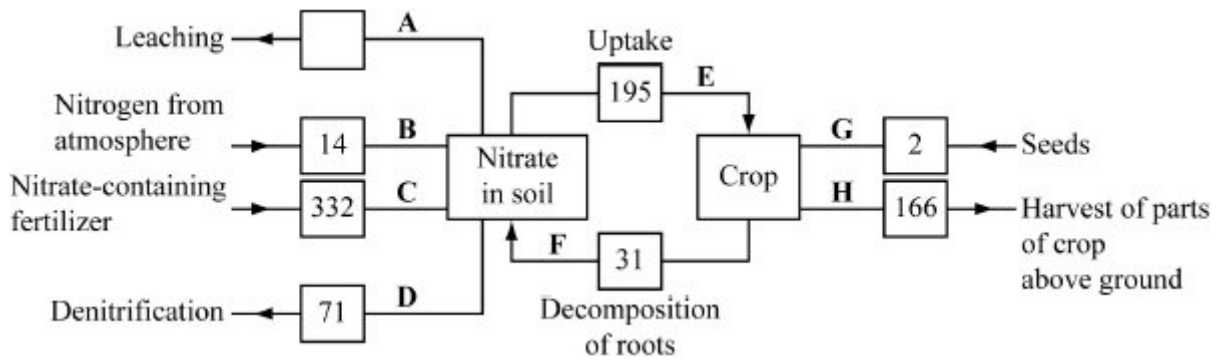 Leaching
A
Uptake
195
E
Nitrogen from
atmosphere
14
B
G
2
Seeds
Nitrate
in soil
Crop
Nitrate-containing
fertilizer
332
C
H
166
Harvest of parts
of crop
above ground
F
31
Denitrification
71
D
Decomposition
of roots